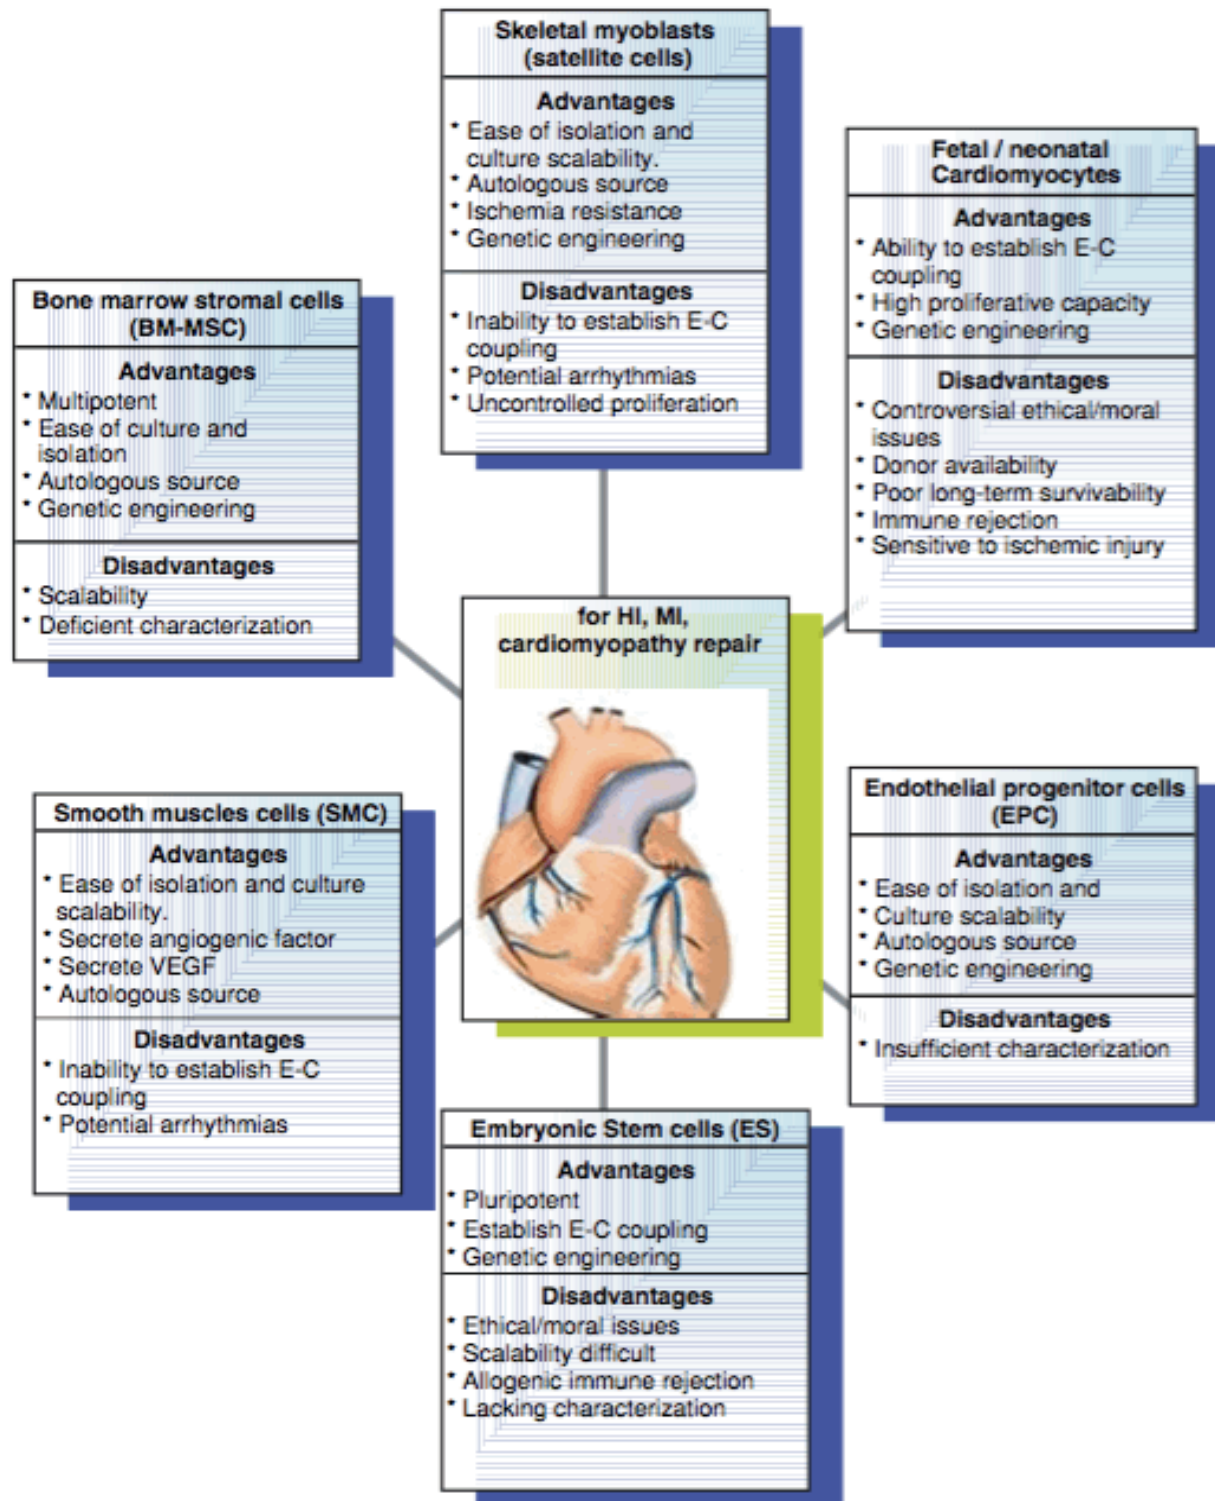 Skeletal myoblasts
(satellite cells)
Advantages
* Ease of isolation and
culture scalability.
* Autologous source
* Ischemia resistance
* Genetic engineering
Disadvantages
* Inability to establish E-C
coupling
* Potential arrhythmias
* Uncontrolled proliferation
Fetal / neonatal
Cardiomyocytes
Advantages
* Ability to establish E-C
coupling
* High proliferative capacity
* Genetic engineering
Disadvantages
* Controversial ethical/moral
issues
* Donor availability
* Poor long-term survivability
* Immune rejection
* Sensitive to ischemic injury
Bone marrow stromal cells
(BM-MSC)
Advantages
* Multipotent
* Ease of culture and
isolation
* Autologous source
* Genetic engineering
Disadvantages
* Scalability
* Deficient characterization
for HI, MI,
cardiomyopathy repair
Smooth muscles cells (SMC)
Advantages
* Ease of isolation and culture
scalability.
* Secrete angiogenic factor
* Secrete VEGF
* Autologous source
Disadvantages
* Inability to establish E-C
coupling
* Potential arrhythmias
Endothelial progenitor cells
(EPC)
Advantages
* Ease of isolation and
* Culture scalability
* Autologous source
* Genetic engineering
Disadvantages
* Insufficient characterization
Embryonic Stem cells (ES)
Advantages
* Pluripotent
* Establish E-C coupling
* Genetic engineering
Disadvantages
* Ethical/moral issues
* Scalability difficult
* Allogenic immune rejection
* Lacking characterization